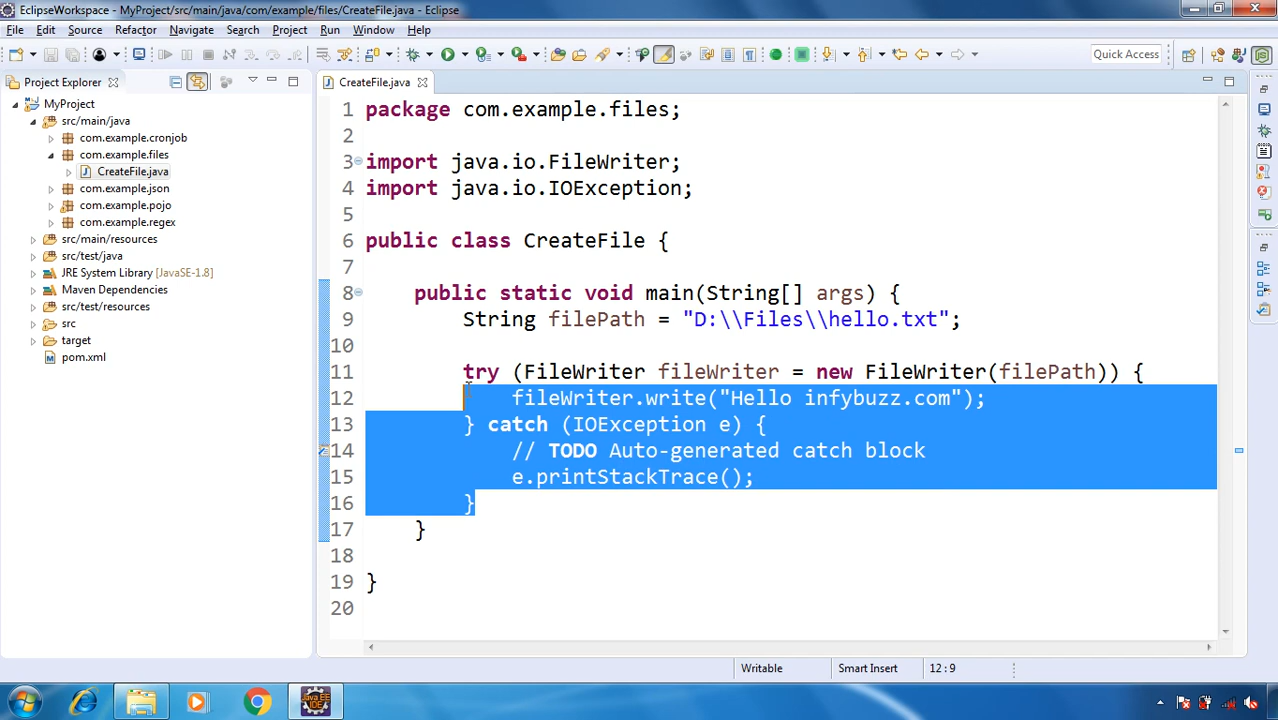 EclipseWorkspace - MyProject/src/main/java/com/example/files/CreateFile.java - Eclipse
File Edit Source Refactor Navigate Search Project Run Window Help
Quick Access
Project Explorer
MyProject
src/main/java
com.example.cronjob
com.example.files
CreateFile.java
com.example.json
com.example.pojo
com.example.regex
src/main/resources
src/test/java
JRE System Library [JavaSE-1.8]
Maven Dependencies
src/test/resources
src
target
pom.xml
CreateFile.java
1 package com.example.files;
2
3 import java.io.FileWriter;
4 import java.io.IOException;
5
6 public class CreateFile {
7
8 public static void main(String[] args) {
9 String filePath = "D:\\Files\\hello.txt";
10
11 try (FileWriter fileWriter = new FileWriter(filePath)) {
12 fileWriter.write("Hello infybuzz.com");
13 } catch (IOException e) {
14 // TODO Auto-generated catch block
15 e.printStackTrace();
16 }
17 }
18
19 }
20
Writable Smart Insert 12:9
Java EE
IDE